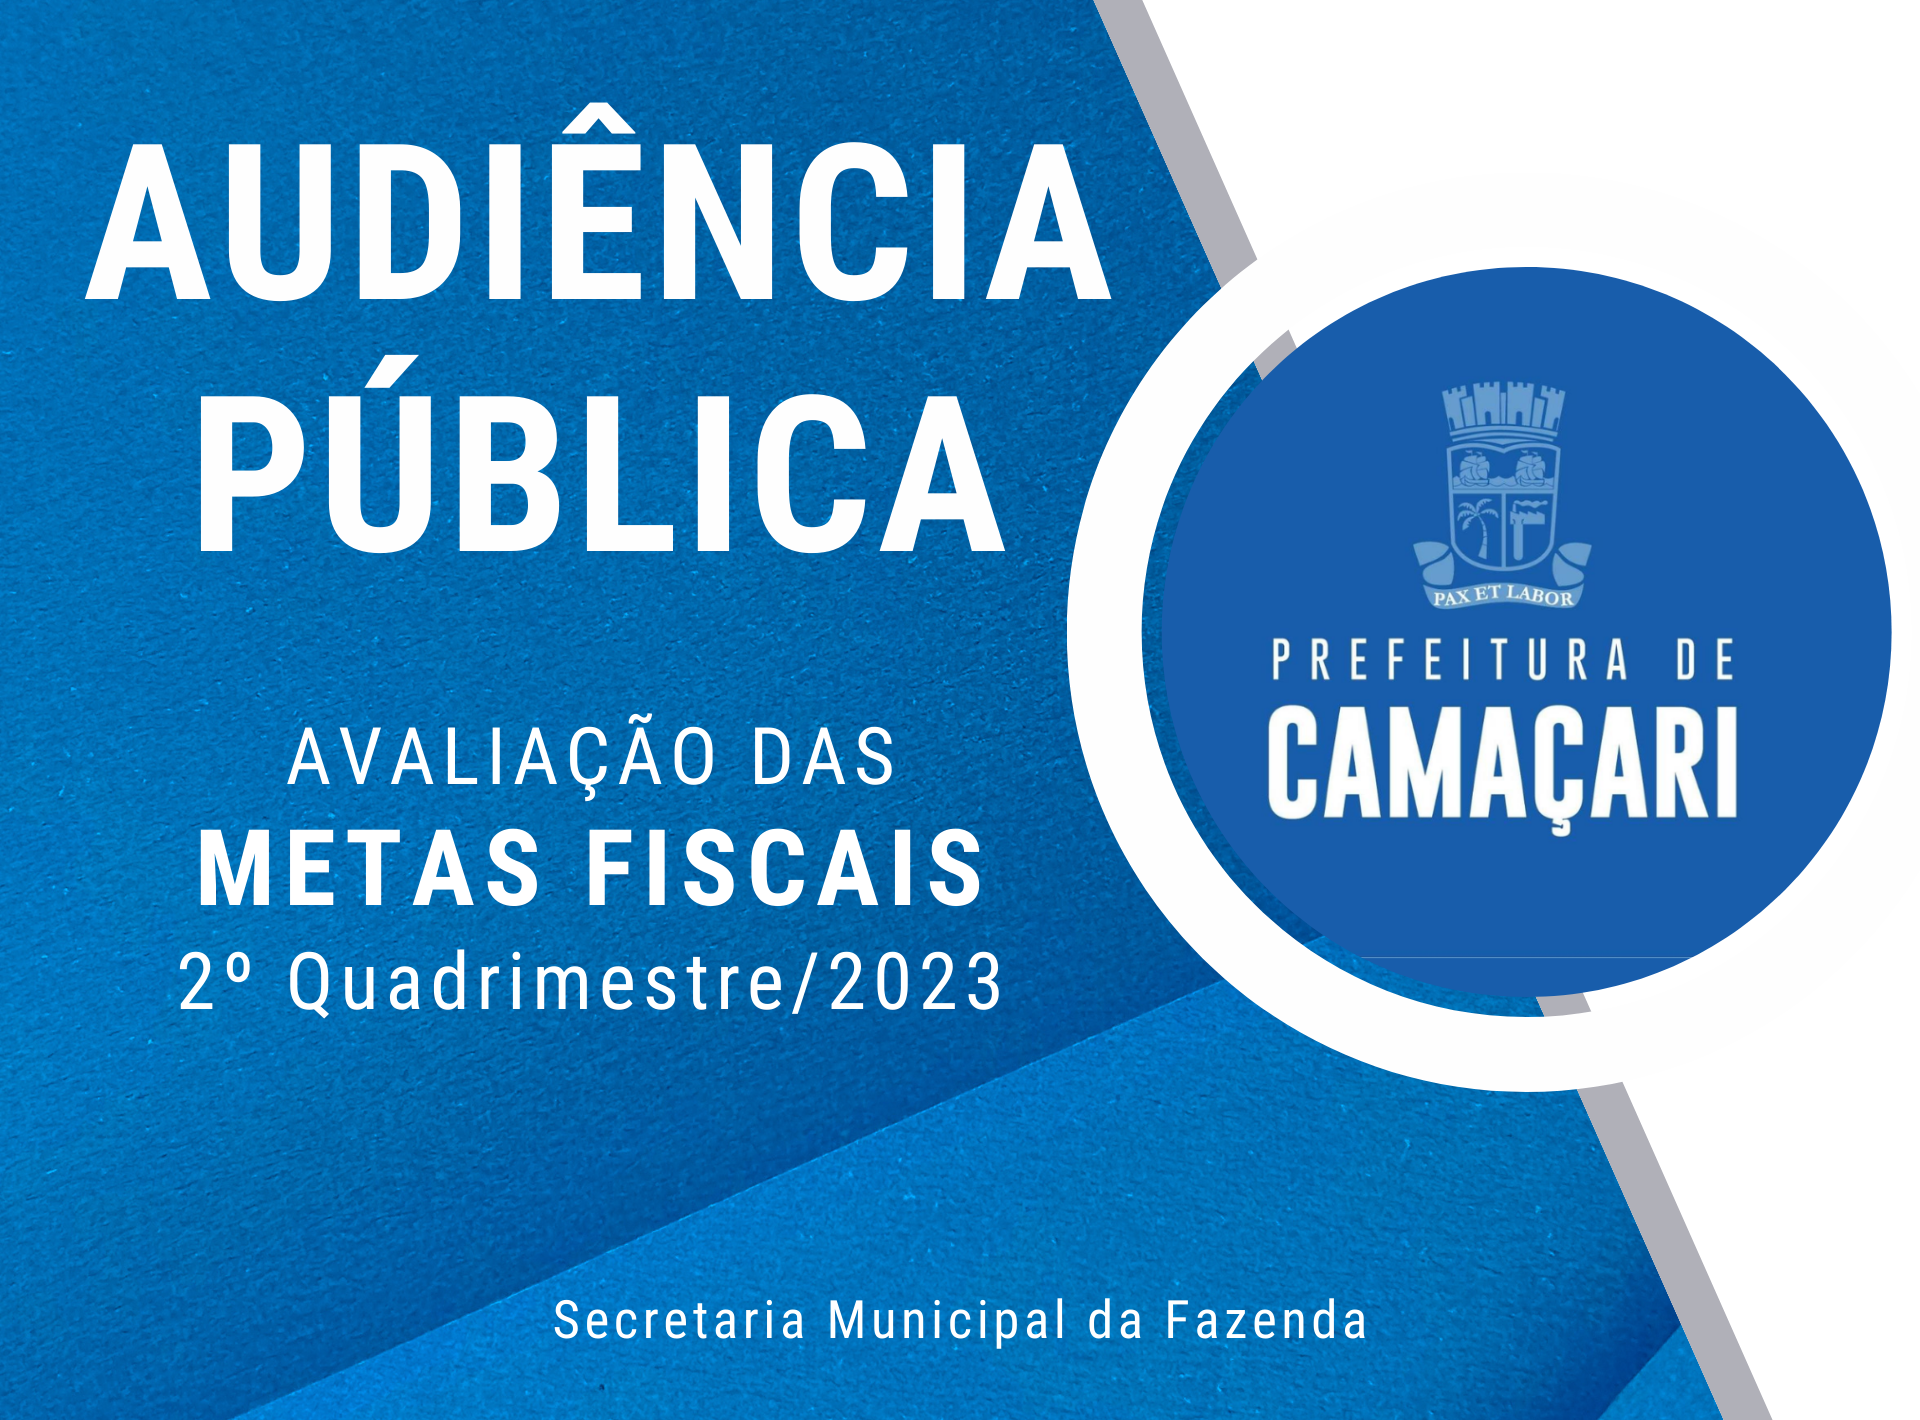 AUDIÊNCIA
PÚBLICA
AVALIAÇÃO DAS
METAS FISCAIS
2º Quadrimestre/2023
PAX ET LABOR
PREFEITURA DE
CAMAÇARI
Secretaria Municipal da Fazenda